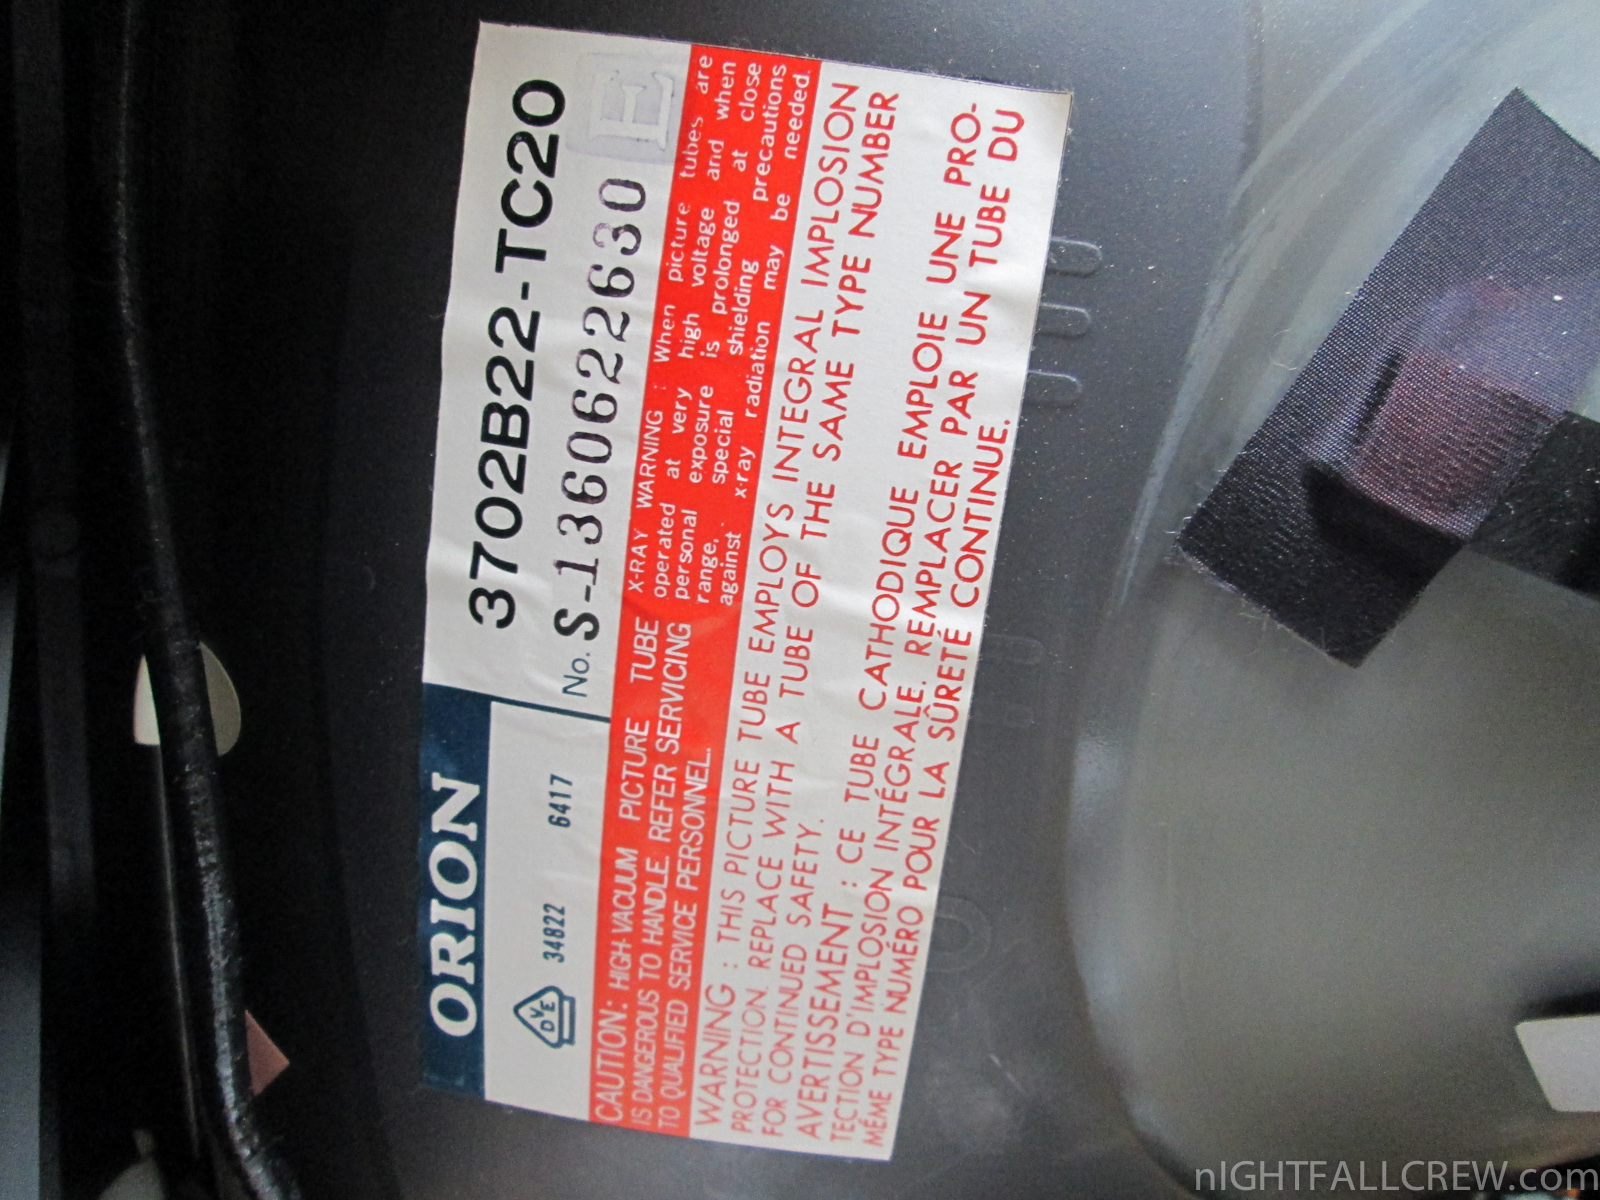 ORION
3702B22-TC20
No. S-1360622630
E
DVE 34822 6417
CAUTION: HIGH VACUUM PICTURE TUBE
IS DANGEROUS TO HANDLE. REFER SERVICING
TO QUALIFIED SERVICE PERSONNEL.
X-RAY WARNING : When picture tubes are
operated at very high voltage and when
personal exposure is prolonged at close
range, special shielding precautions
against x-ray radiation may be needed.
WARNING : THIS PICTURE TUBE EMPLOYS INTEGRAL IMPLOSION
PROTECTION. REPLACE WITH A TUBE OF THE SAME TYPE NUMBER
FOR CONTINUED SAFETY.
AVERTISSEMENT : CE TUBE CATHODIQUE EMPLOIE UNE PRO-
TECTION D'IMPLOSION INTÉGRALE. REMPLACER PAR UN TUBE DU
MÉME TYPE NUMÉRO POUR LA SÛRETÉ CONTINUE.
nIGHTFALLCREW.com